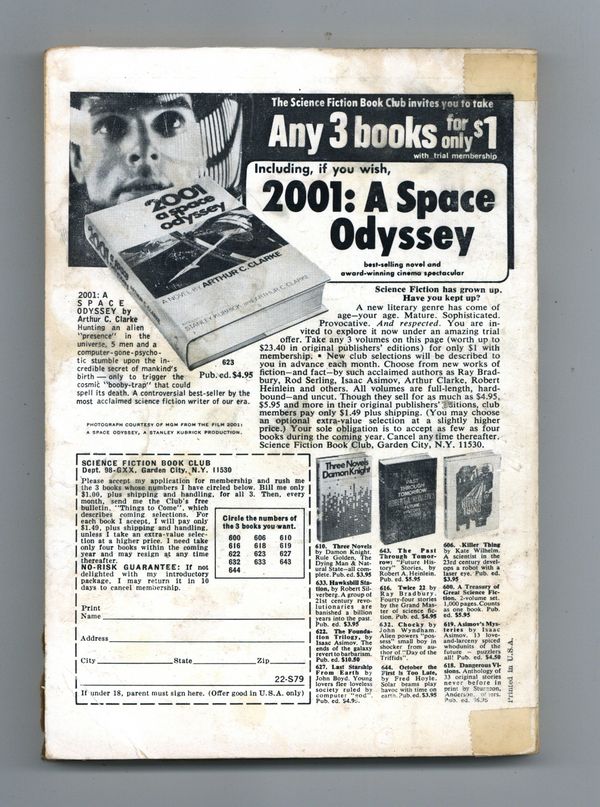 The Science Fiction Book Club invites you to take
Any 3 books for only $1
with trial membership
Including, if you wish,
2001: A Space
Odyssey
best-selling novel and
award-winning cinema spectacular
2001
a space
odyssey
A NOVEL BY ARTHUR C. CLARKE
STANLEY KUBRICK AND ARTHUR C. CLARKE
623
Pub. ed. $4.95
2001: A
SPACE
ODYSSEY by
Arthur C. Clarke
Hunting an alien
"presence" in the
universe, 5 men and a
computer-gone-psycho-
tic stumble upon the in-
credible secret of mankind's
birth — only to trigger the
cosmic "booby-trap" that could
spell its death. A controversial best-seller by the
most acclaimed science fiction writer of our era.
PHOTOGRAPH COURTESY OF MGM FROM THE FILM 2001:
A SPACE ODYSSEY, A STANLEY KUBRICK PRODUCTION.
Science Fiction has grown up.
Have you kept up?
A new literary genre has come of
age—your age. Mature. Sophisticated.
Provocative. And respected. You are in-
vited to explore it now under an amazing trial
offer. Take any 3 volumes on this page (worth up to
$23.40 in original publishers' editions) for only $1 with
membership. • New club selections will be described to
you in advance each month. Choose from new works of
fiction—and fact—by such acclaimed authors as Ray Brad-
bury, Rod Serling, Isaac Asimov, Arthur Clarke, Robert
Heinlein and others. All volumes are full-length, hard-
bound—and uncut. Though they sell for as much as $4.95,
$5.95 and more in their original publishers' editions, club
members pay only $1.49 plus shipping. (You may choose
an optional extra-value selection at a slightly higher
price.) Your sole obligation is to accept as few as four
books during the coming year. Cancel any time thereafter.
Science Fiction Book Club, Garden City, N.Y. 11530.
SCIENCE FICTION BOOK CLUB
Dept. 98-GXX, Garden City, N.Y. 11530
Please accept my application for membership and rush me
the 3 books whose numbers I have circled below. Bill me only
$1.00, plus shipping and handling, for all 3. Then, every
month, send me the Club's free
bulletin, "Things to Come", which
describes coming selections. For
each book I accept, I will pay only
$1.49, plus shipping and handling,
unless I take an extra-value selec-
tion at a higher price. I need take
only four books within the coming
year and may resign at any time
thereafter.
NO-RISK GUARANTEE: If not
delighted with my introductory
package, I may return it in 10
days to cancel membership.
Circle the numbers of
the 3 books you want.
600 606 610
616 618 619
622 623 627
632 633 643
644
Print
Name
Address
City State Zip
22-S79
If under 18, parent must sign here. (Offer good in U.S.A. only)
Three Novels
Damon Knight
THE
PAST
THROUGH
TOMORROW
610. Three Novels
by Damon Knight.
Rule Golden, The
Dying Man & Nat-
ural State—all com-
plete. Pub. ed. $3.95
633. Hawksbill Sta-
tion, by Robert Sil-
verberg. A group of
21st century revo-
lutionaries are
banished a billion
years into the past.
Pub. ed. $3.95
622. The Founda-
tion Trilogy, by
Isaac Asimov. The
ends of the galaxy
revert to barbarism.
Pub. ed. $10.50
627. Last Starship
From Earth by
John Boyd. Young
lovers flee loveless
society ruled by
computer "god".
Pub. ed. $4.95
643. The Past
Through Tomor-
row: "Future His-
tory" Stories, by
Robert A. Heinlein.
Pub. ed. $5.95
616. Twice 22 by
Ray Bradbury.
Forty-four stories
by the Grand Mas-
ter of science fic-
tion. Pub. ed. $4.95
632. Chocky by
John Wyndham.
Alien powers "pos-
sess" small boy in
shocker from au-
thor of "Day of the
Triffids".
644. October the
First is Too Late,
by Fred Hoyle,
Solar beams play
havoc with time on
earth. Pub. ed. $3.95
606. Killer Thing
by Kate Wilhelm.
A scientist in the
23rd century devel-
ops a robot with a
laser eye. Pub. ed.
$3.95
600. A Treasury of
Great Science Fic-
tion. 2-volume set.
1,000 pages. Counts
as one book. Pub.
ed. $5.95
619. Asimov's Mys-
teries by Isaac
Asimov, 13 love-
and-larceny spiced
whodunits of the
future — puzzlers
all! Pub. ed. $4.50
618. Dangerous Vi-
sions. Anthology of
33 original stories
never before in
print by Sturgeon,
Anderson, others.
Pub. ed. $6.95
Printed in U.S.A.